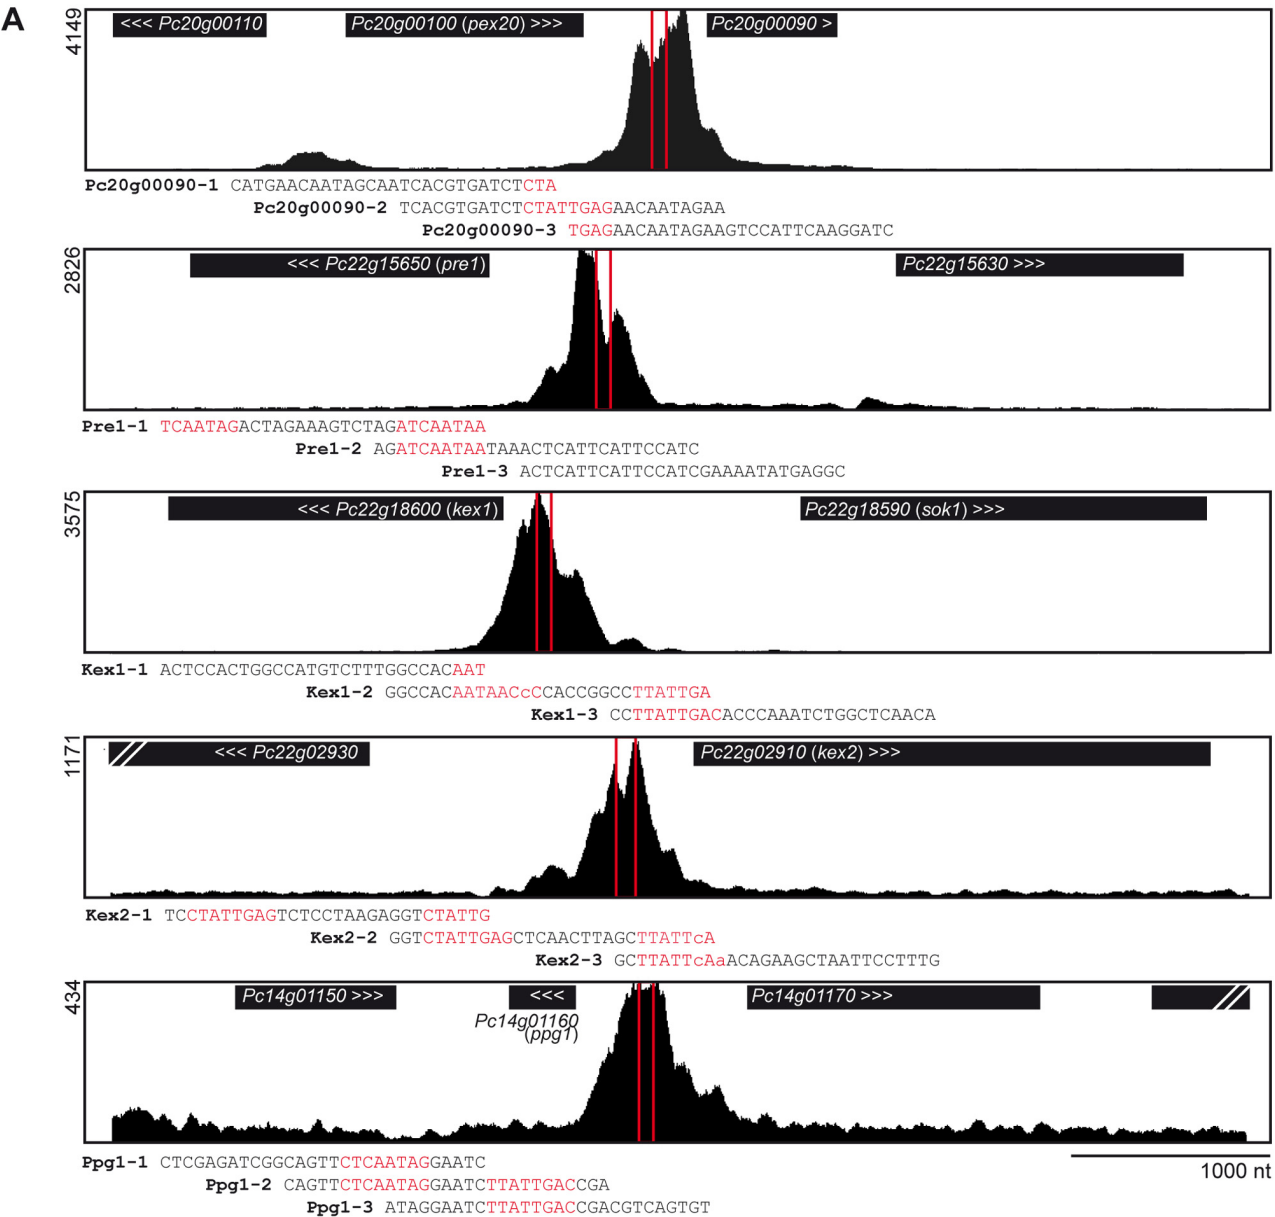 A
4149
<<< Pc20g00110
Pc20g00100 (pex20) >>>
Pc20g00090 >
Pc20g00090-1 CATGAACAATAGCAATCACGTGATCTCTA
Pc20g00090-2 TCACGTGATCTCTATTGAGAACAATAGAA
Pc20g00090-3 TGAGAACAATAGAAGTCCATTCAAGGATC
2826
<<< Pc22g15650 (pre1)
Pc22g15630 >>>
Pre1-1 TCAATAGACTAGAAAGTCTAGATCAATAA
Pre1-2 AGATCAATAATAAACTCATTCATTCCATC
Pre1-3 ACTCATTCATTCCATCGAAAATATGAGGC
3575
<<< Pc22g18600 (kex1)
Pc22g18590 (sok1) >>>
Kex1-1 ACTCCACTGGCCATGTCTTTGGCCACAAT
Kex1-2 GGCCACAATAACCcCCACCGGCCTTATTGA
Kex1-3 CCTTATTGACACCCAAATCTGGCTCAACA
1171
<<< Pc22g02930
Pc22g02910 (kex2) >>>
Kex2-1 TCCTATTGAGTCTCCTAAGAGGTCTATTG
Kex2-2 GGTCTATTGAGCTCAACTTAGCTTATTcA
Kex2-3 GCTTATTcAaACAGAAGCTAATTCCTTTG
434
Pc14g01150 >>>
<<<
Pc14g01170 >>>
Pc14g01160
(ppg1)
Ppg1-1 CTCGAGATCGGCAGTTCTCAATAGGAATC
Ppg1-2 CAGTTCTCAATAGGAATCTTATTGACCGA
Ppg1-3 ATAGGAATCTTATTGACCGACGTCAGTGT
1000 nt